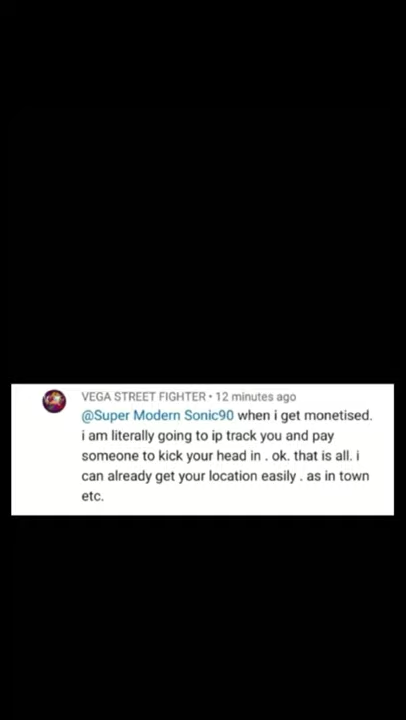 VEGA STREET FIGHTER • 12 minutes ago
@Super Modern Sonic90 when i get monetised.
i am literally going to ip track you and pay
someone to kick your head in . ok. that is all. i
can already get your location easily . as in town
etc.